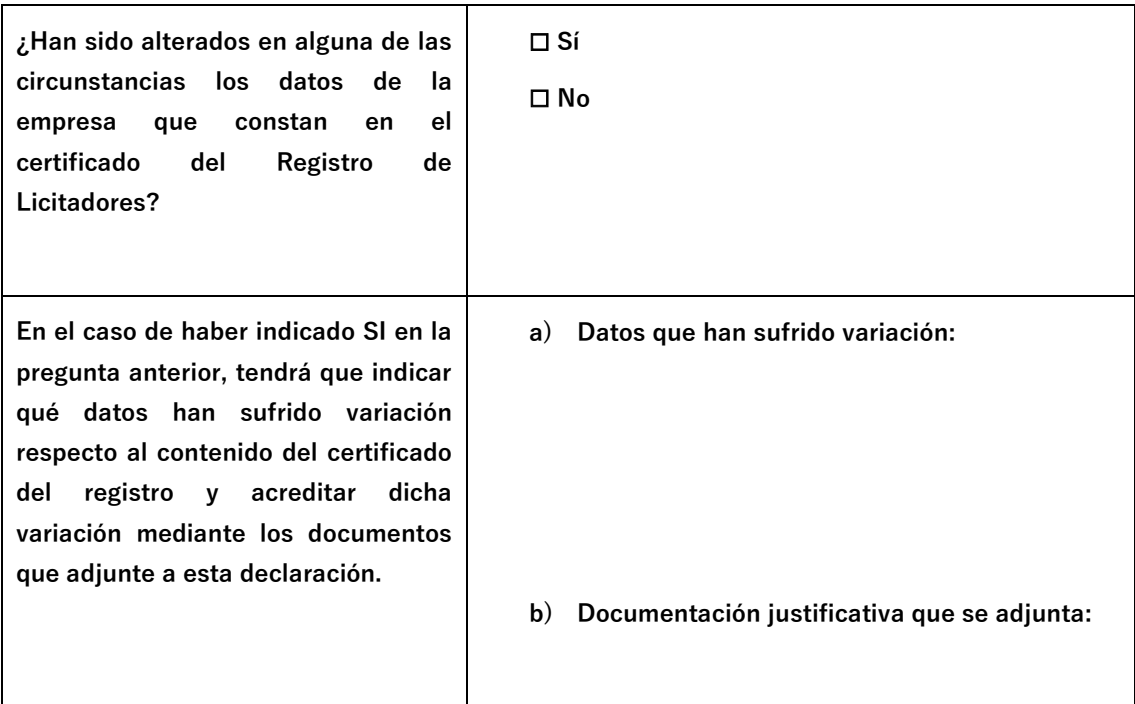 ¿Han sido alterados en alguna de las
circunstancias los datos de la
empresa que constan en el
certificado del Registro de
Licitadores?
☐ Sí
☐ No
En el caso de haber indicado SI en la
pregunta anterior, tendrá que indicar
qué datos han sufrido variación
respecto al contenido del certificado
del registro y acreditar dicha
variación mediante los documentos
que adjunte a esta declaración.
a) Datos que han sufrido variación:
b) Documentación justificativa que se adjunta: